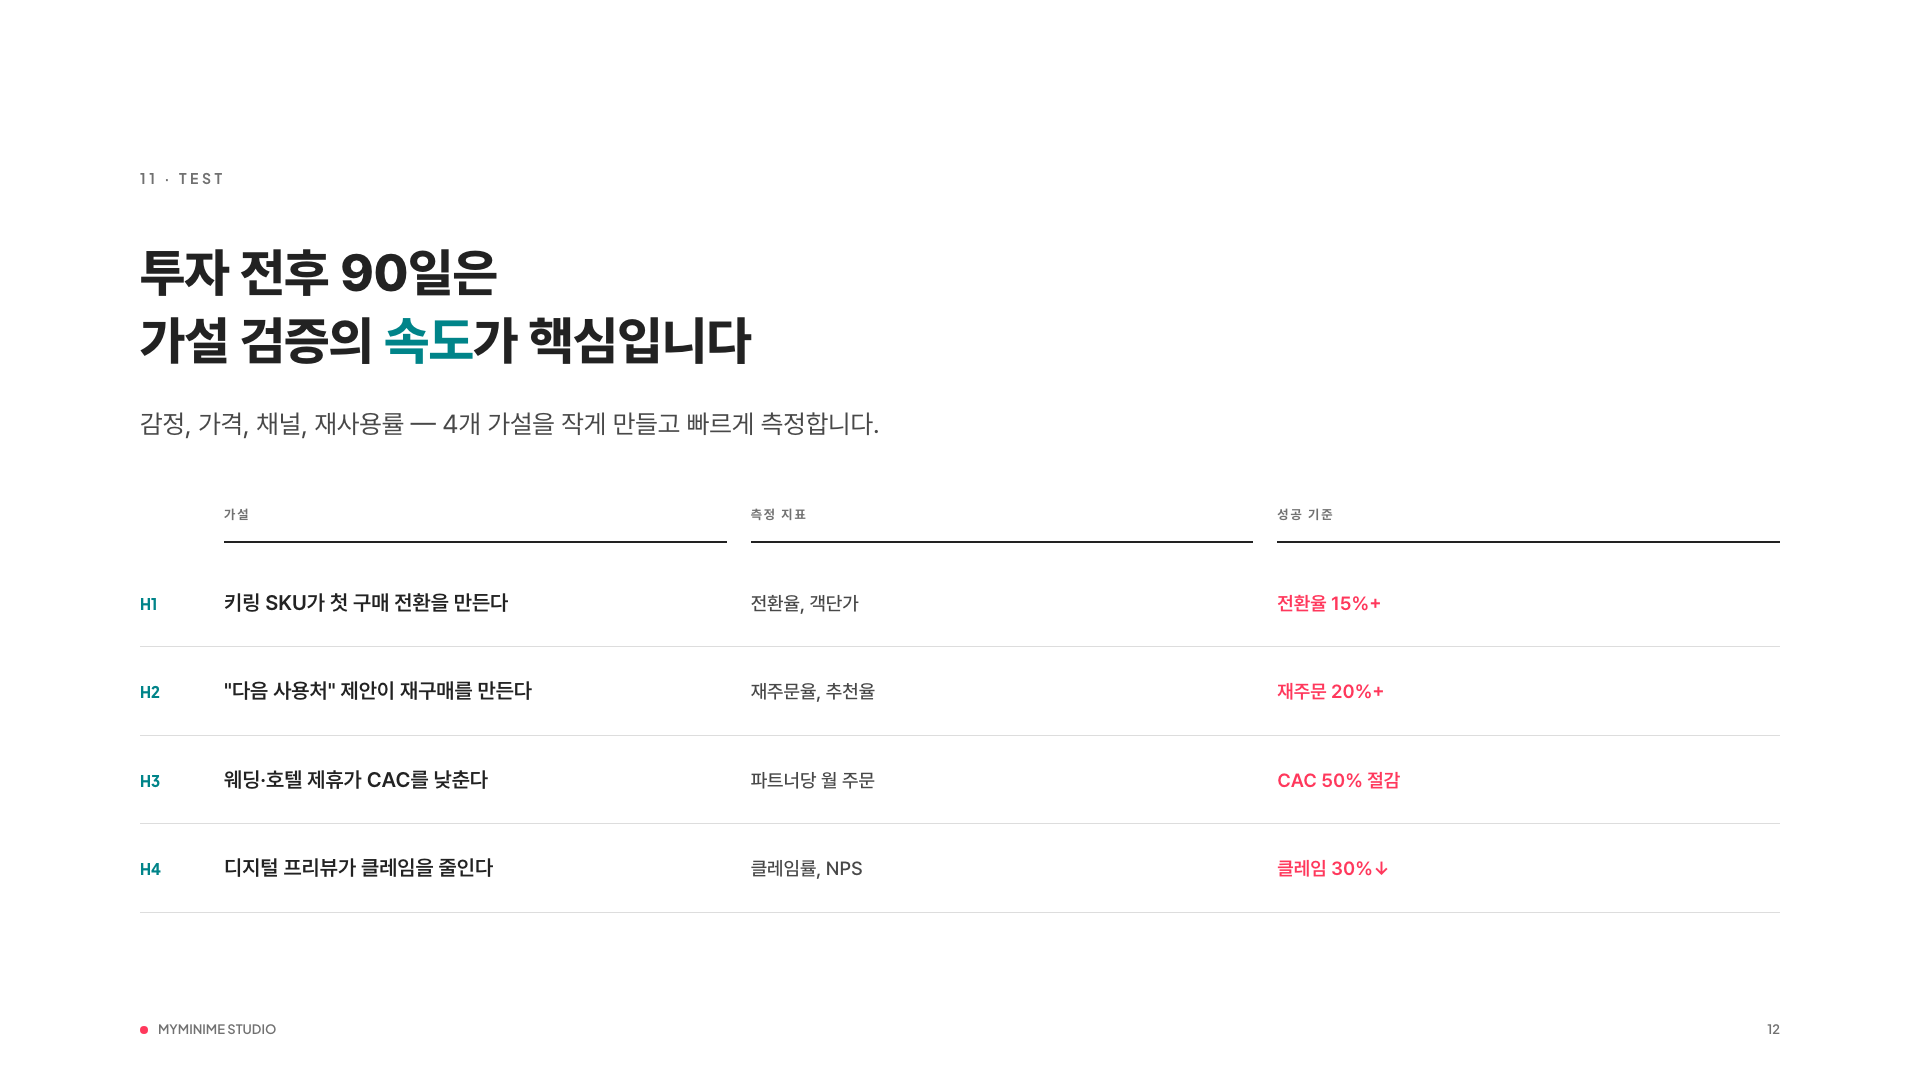 11 · TEST
투자 전후 90일은
가설 검증의 속도가 핵심입니다
감정, 가격, 채널, 재사용률 — 4개 가설을 작게 만들고 빠르게 측정합니다.
가설 측정 지표 성공 기준
H1 키링 SKU가 첫 구매 전환을 만든다 전환율, 객단가 전환율 15%+
H2 "다음 사용처" 제안이 재구매를 만든다 재주문율, 추천율 재주문 20%+
H3 웨딩·호텔 제휴가 CAC를 낮춘다 파트너당 월 주문 CAC 50% 절감
H4 디지털 프리뷰가 클레임을 줄인다 클레임률, NPS 클레임 30%↓
MYMINIME STUDIO 12